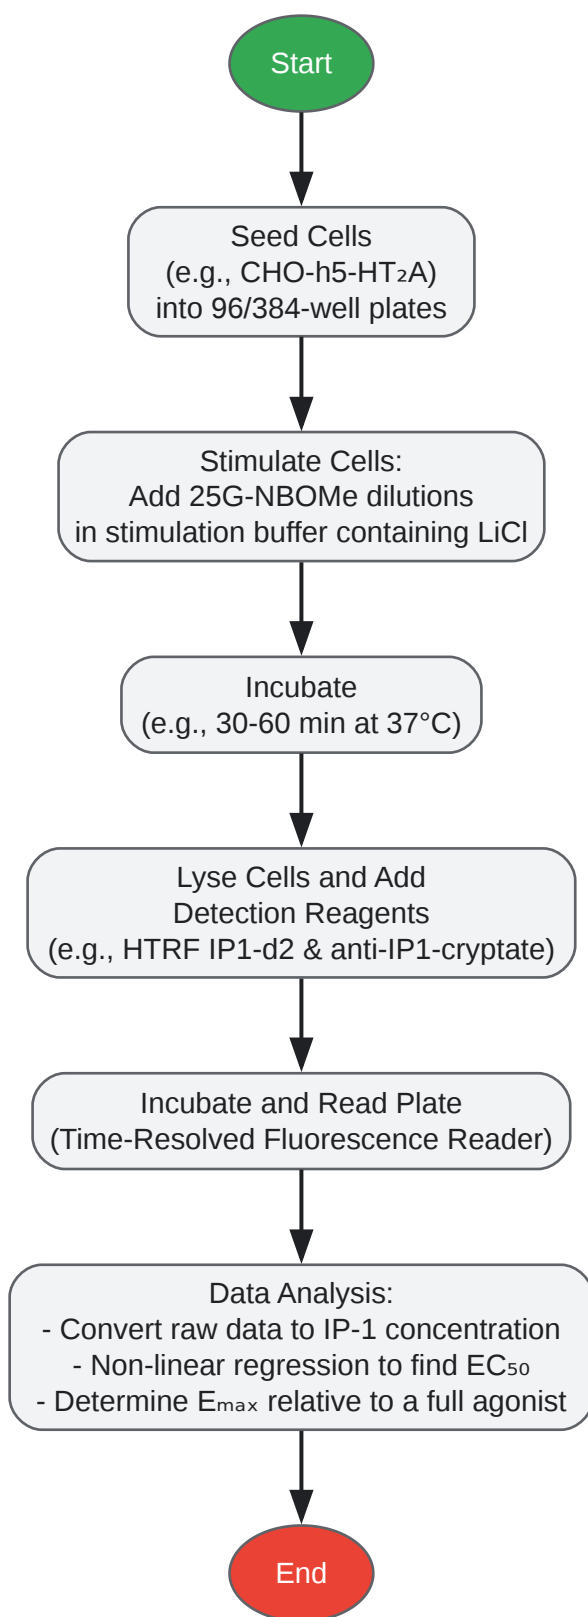 Start
Seed Cells
(e.g., CHO-h5-HT₂A)
into 96/384-well plates
Stimulate Cells:
Add 25G-NBOMe dilutions
in stimulation buffer containing LiCl
Incubate
(e.g., 30-60 min at 37°C)
Lyse Cells and Add
Detection Reagents
(e.g., HTRF IP1-d2 & anti-IP1-cryptate)
Incubate and Read Plate
(Time-Resolved Fluorescence Reader)
Data Analysis:
- Convert raw data to IP-1 concentration
- Non-linear regression to find EC₅₀
- Determine Eₘₐₓ relative to a full agonist
End